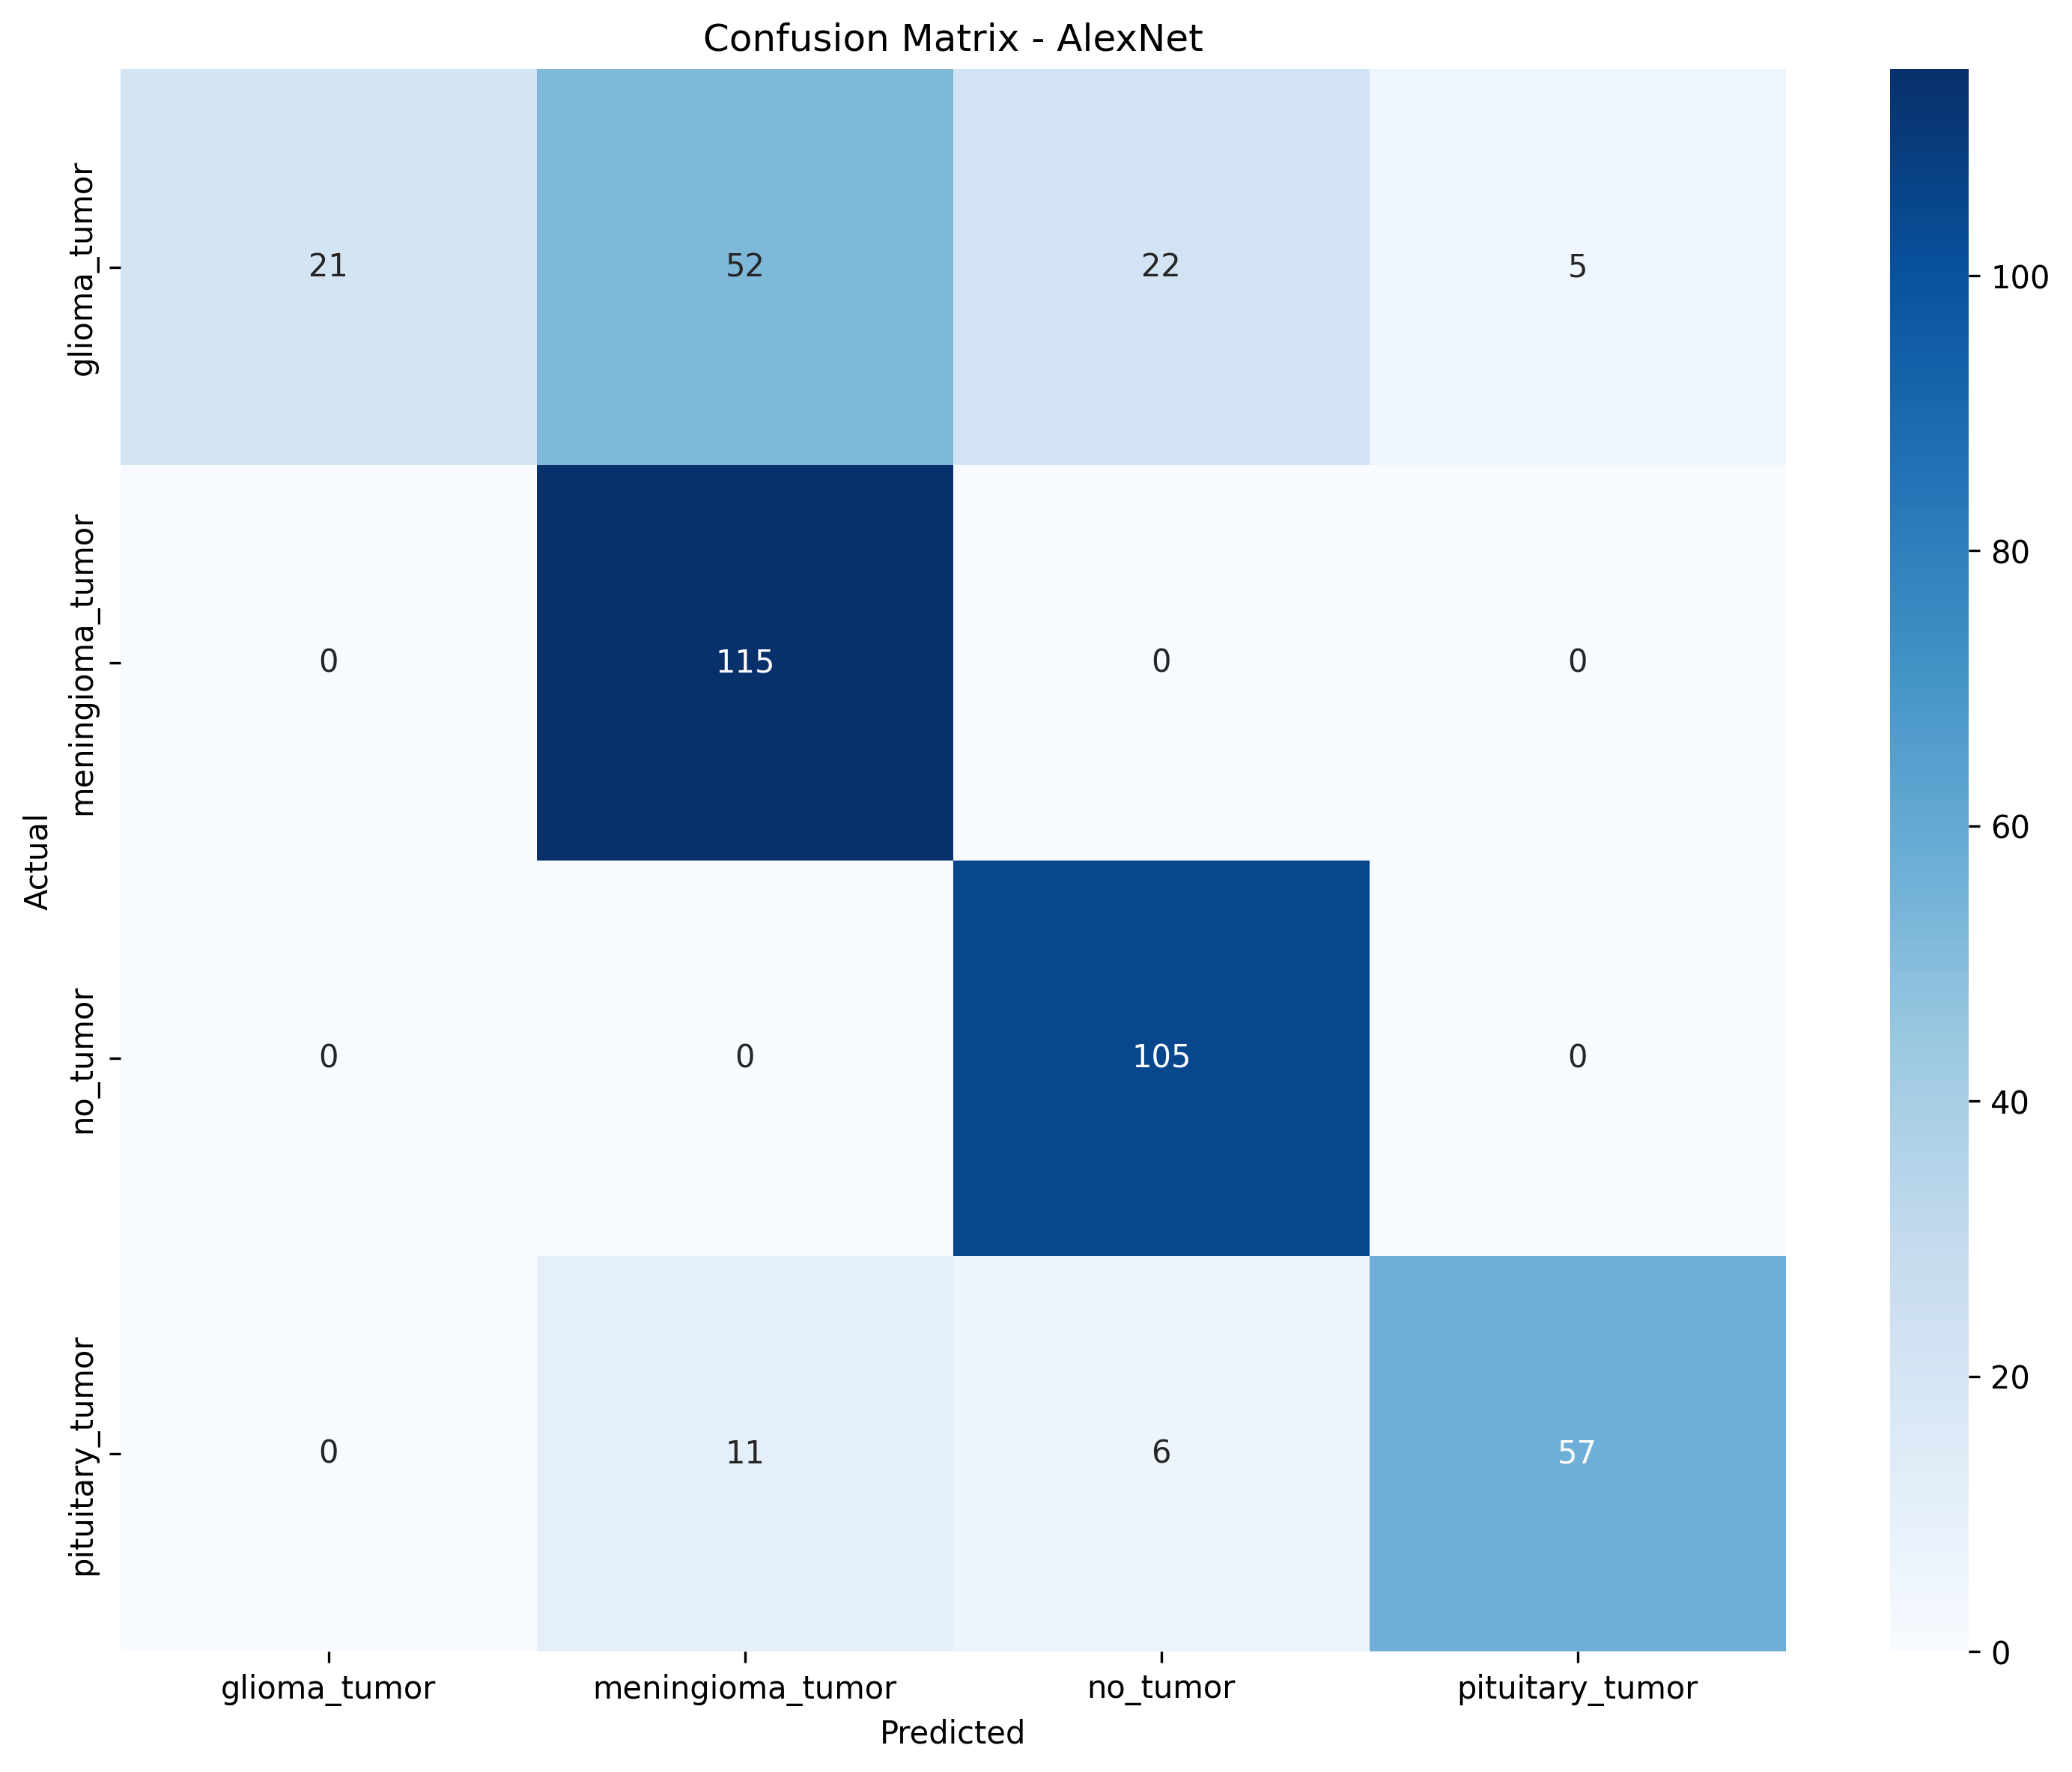 Confusion Matrix - AlexNet
Actual
glioma_tumor
21 52 22 5
meningioma_tumor
0 115 0 0
no_tumor
0 0 105 0
pituitary_tumor
0 11 6 57
glioma_tumor meningioma_tumor no_tumor pituitary_tumor
Predicted
100
80
60
40
20
0